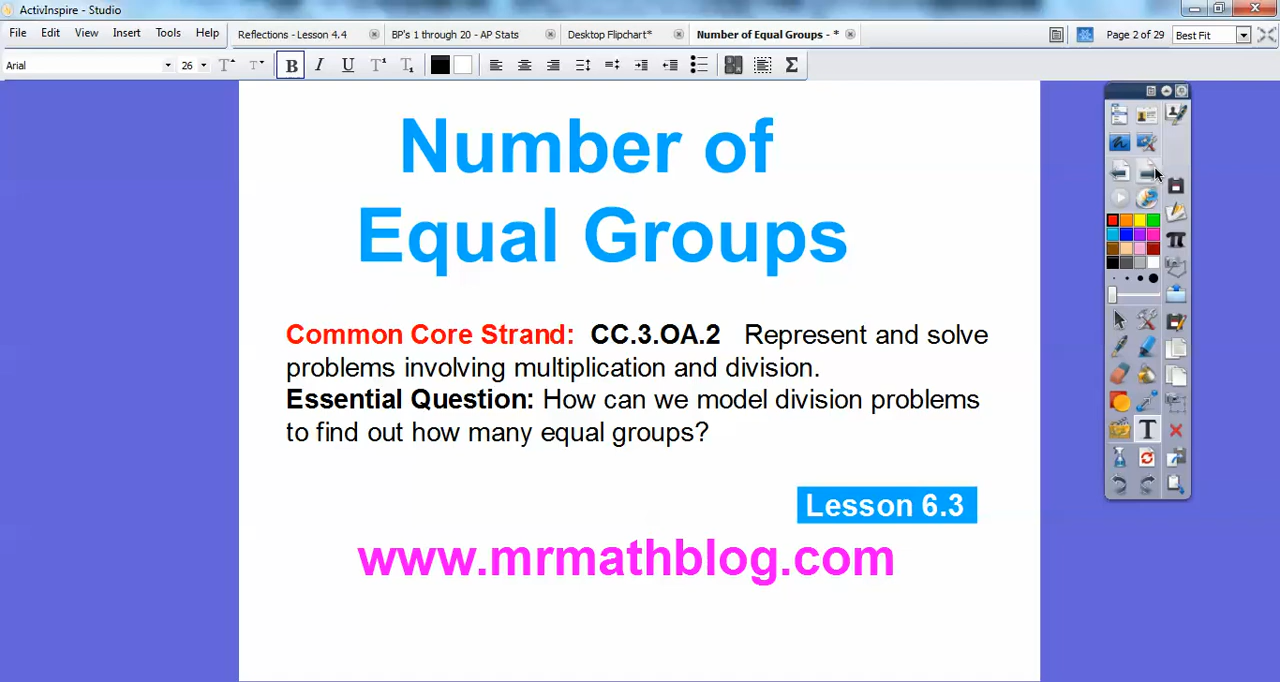 ActivInspire - Studio
File Edit View Insert Tools Help
Reflections - Lesson 4.4
BP's 1 through 20 - AP Stats
Desktop Flipchart*
Number of Equal Groups - *
Page 2 of 29
Best Fit
Arial 26
Number of
Equal Groups
Common Core Strand: CC.3.OA.2 Represent and solve
problems involving multiplication and division.
Essential Question: How can we model division problems
to find out how many equal groups?
Lesson 6.3
www.mrmathblog.com